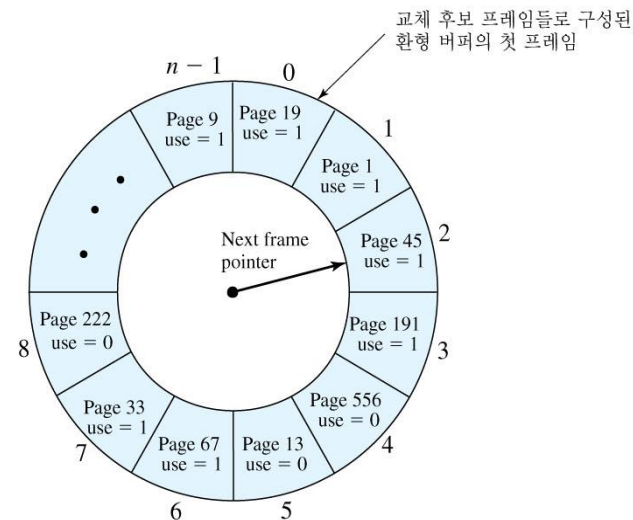 교체 후보 프레임들로 구성된
환형 버퍼의 첫 프레임
n − 1
0
Page 9
use = 1
Page 19
use = 1
1
Page 1
use = 1
2
Page 45
use = 1
Next frame
pointer
Page 191
use = 1
3
Page 556
use = 0
4
Page 13
use = 0
5
Page 67
use = 1
6
Page 33
use = 1
7
Page 222
use = 0
8